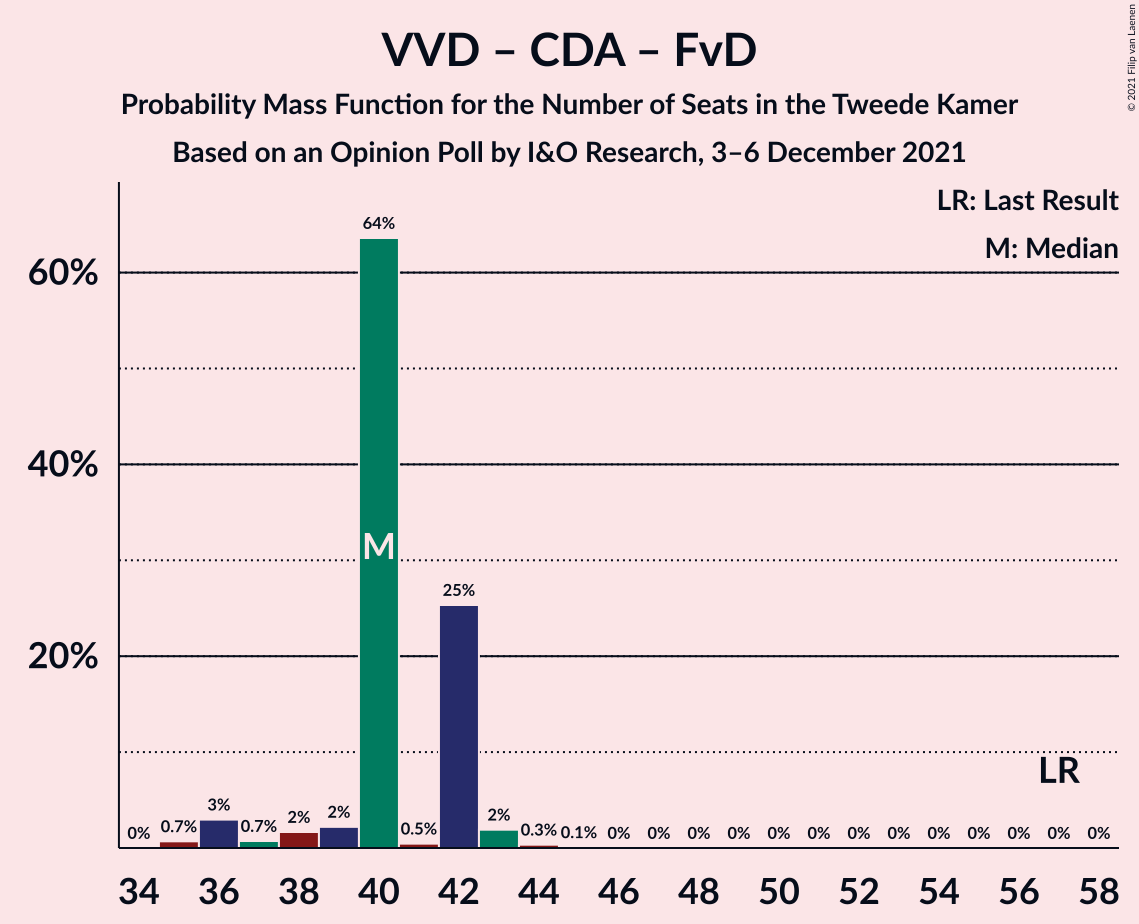 VVD – CDA – FvD
Probability Mass Function for the Number of Seats in the Tweede Kamer
Based on an Opinion Poll by I&O Research, 3–6 December 2021
© 2021 Filip van Laenen
LR: Last Result
M: Median
60%
40%
20%
0% 0.7% 3% 0.7% 2% 2% 64% 0.5% 25% 2% 0.3% 0.1% 0% 0% 0% 0% 0% 0% 0% 0% 0% 0% 0% 0% 0%
M
LR
34 36 38 40 42 44 46 48 50 52 54 56 58